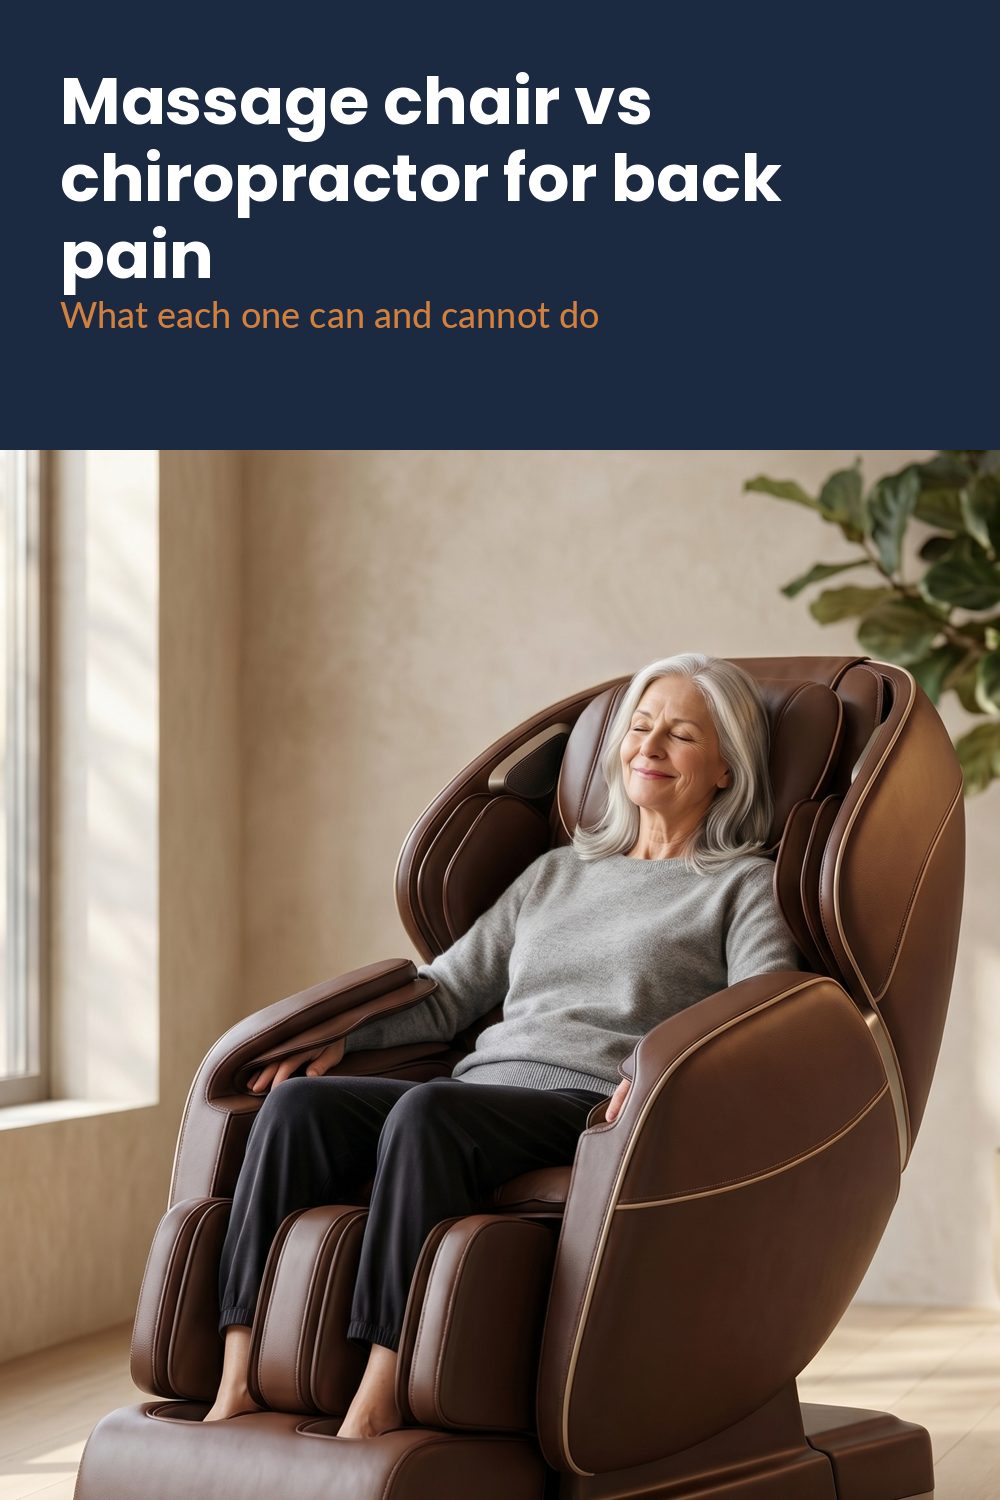 Massage chair vs
chiropractor for back
pain
What each one can and cannot do